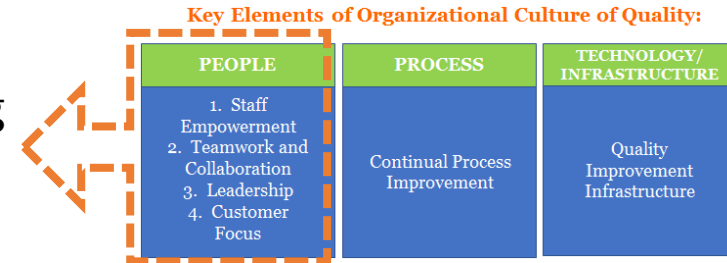 Key Elements of Organizational Culture of Quality:
g
PEOPLE
1. Staff
Empowerment
2. Teamwork and
Collaboration
3. Leadership
4. Customer
Focus
PROCESS
Continual Process
Improvement
TECHNOLOGY/
INFRASTRUCTURE
Quality
Improvement
Infrastructure